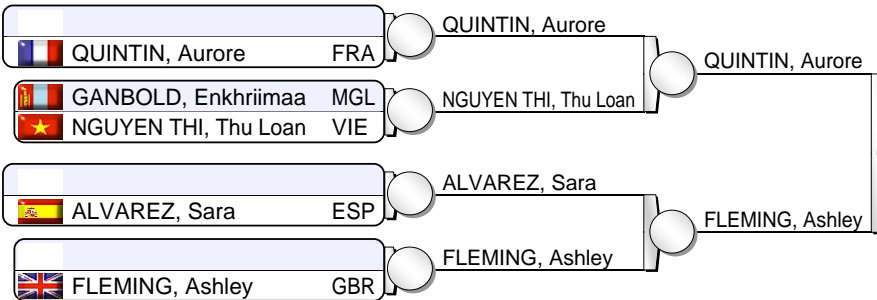 QUINTIN, Aurore FRA
GANBOLD, Enkhriimaa MGL
NGUYEN THI, Thu Loan VIE
ALVAREZ, Sara ESP
FLEMING, Ashley GBR
QUINTIN, Aurore
NGUYEN THI, Thu Loan
ALVAREZ, Sara
FLEMING, Ashley
QUINTIN, Aurore
FLEMING, Ashley